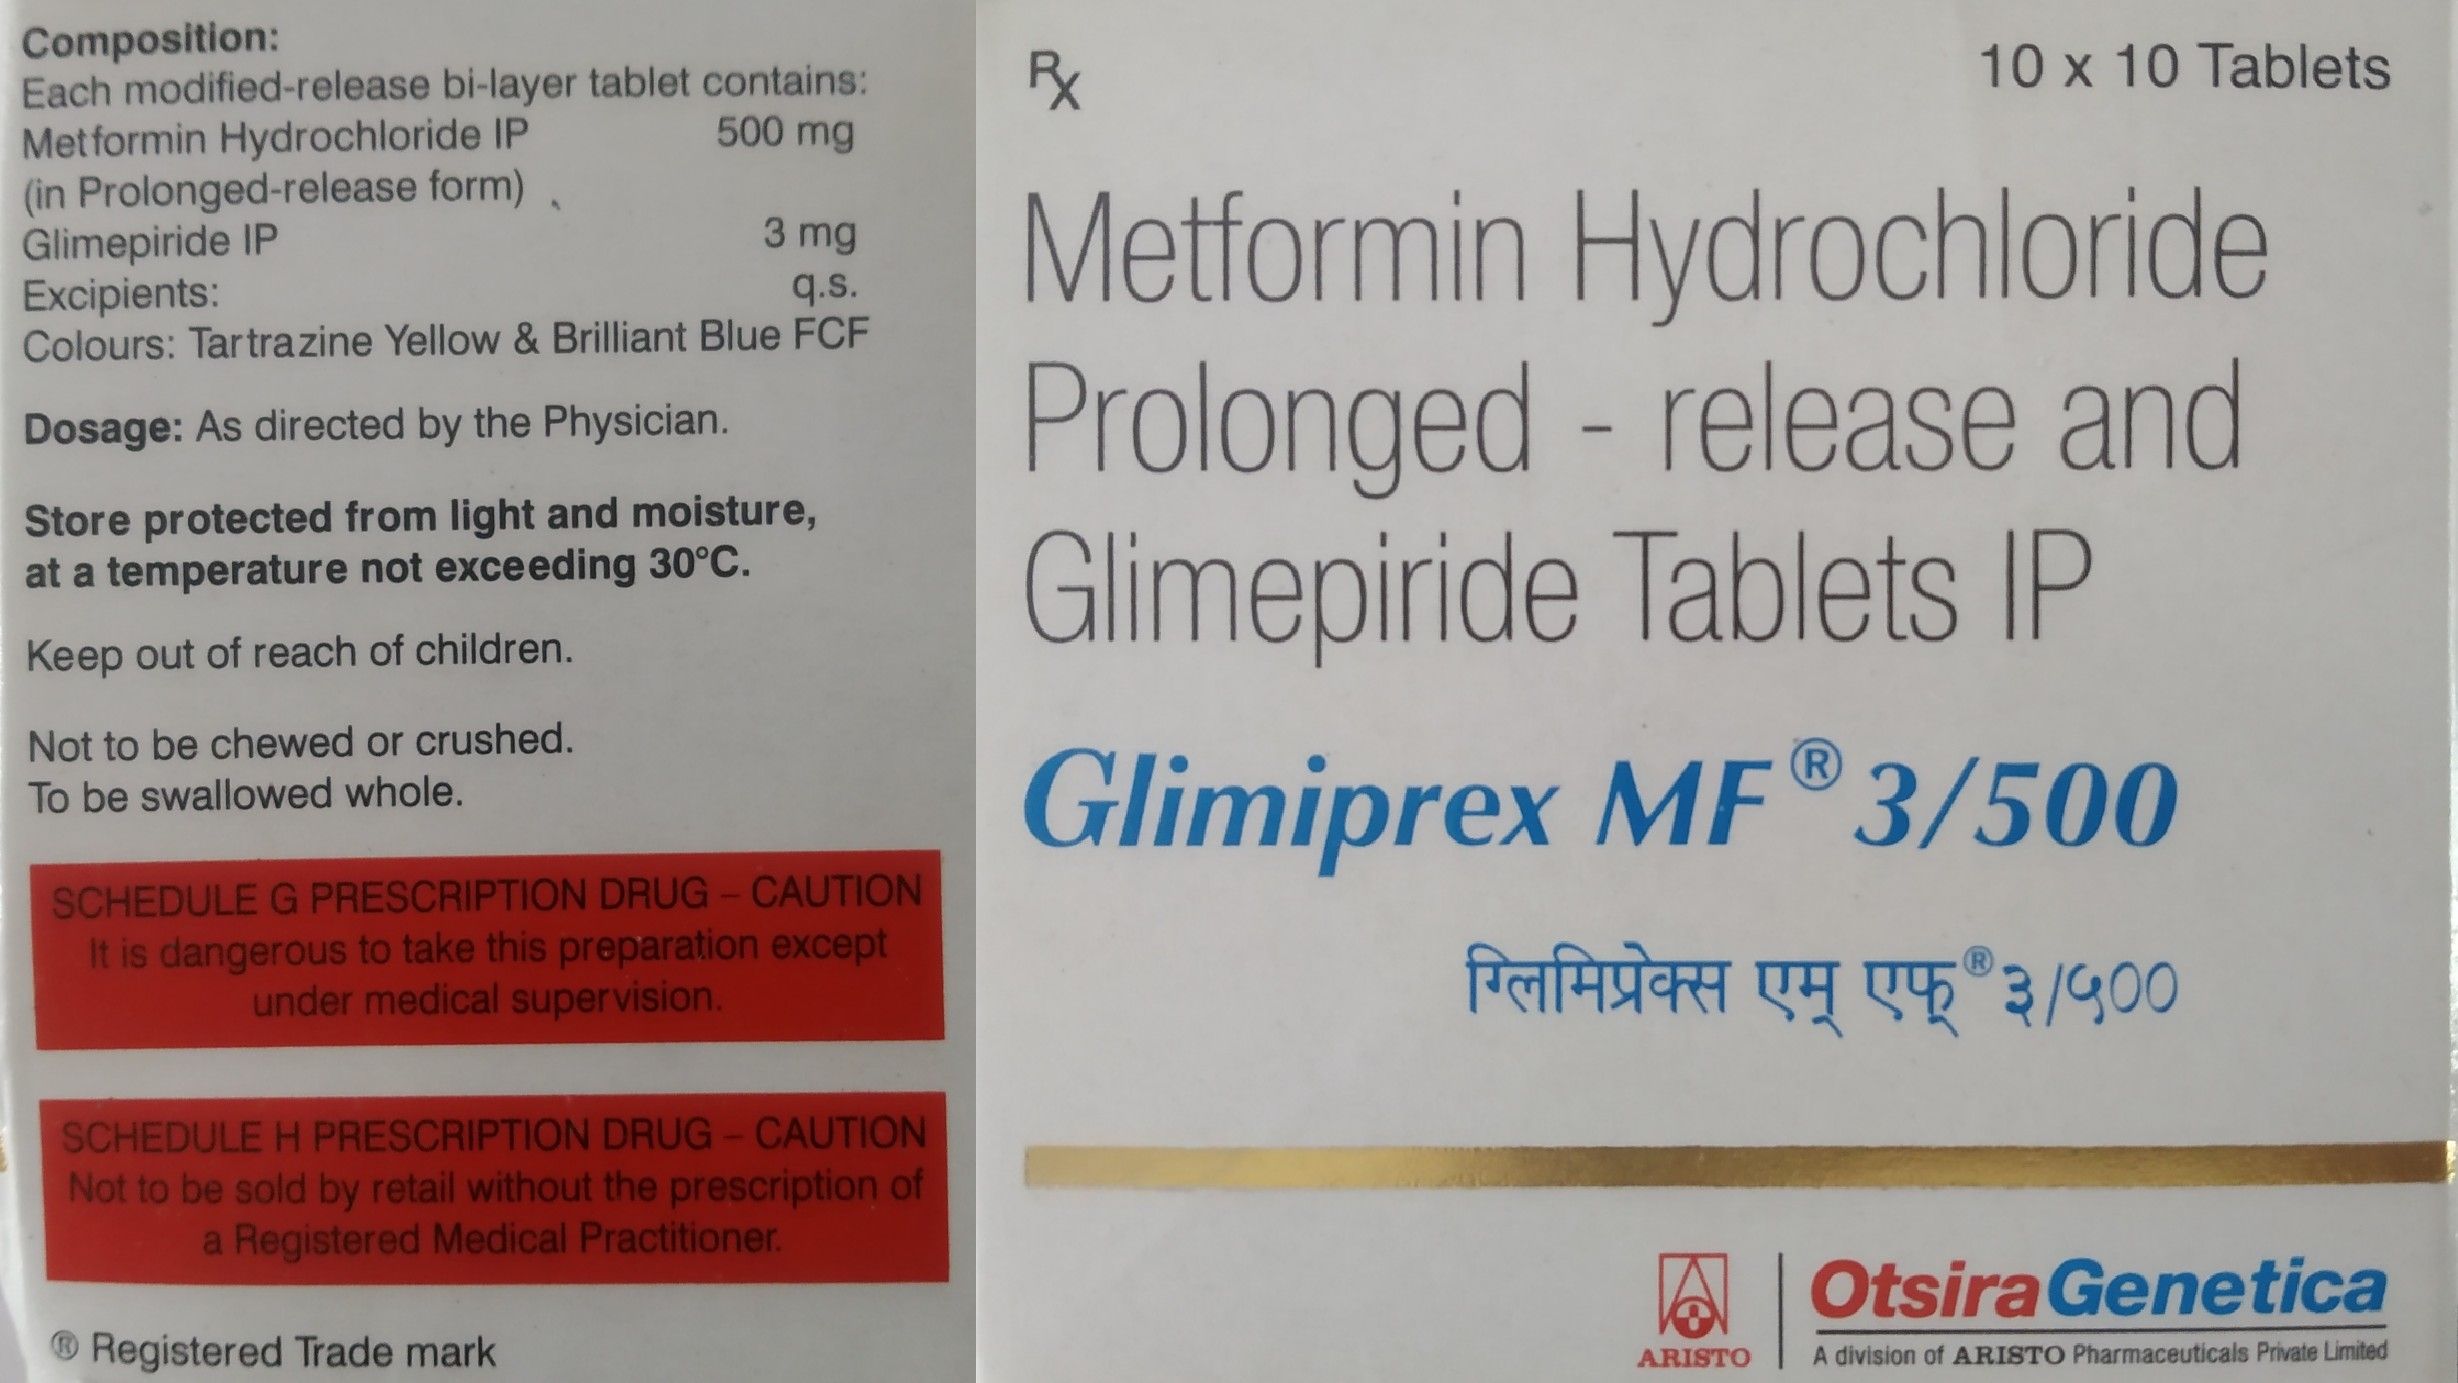 Composition:
Each modified-release bi-layer tablet contains:
Metformin Hydrochloride IP 500 mg
(in Prolonged-release form)
Glimepiride IP 3 mg
Excipients: q.s.
Colours: Tartrazine Yellow & Brilliant Blue FCF
Dosage: As directed by the Physician.
Store protected from light and moisture,
at a temperature not exceeding 30°C.
Keep out of reach of children.
Not to be chewed or crushed.
To be swallowed whole.
SCHEDULE G PRESCRIPTION DRUG – CAUTION
It is dangerous to take this preparation except
under medical supervision.
SCHEDULE H PRESCRIPTION DRUG – CAUTION
Not to be sold by retail without the prescription of
a Registered Medical Practitioner.
® Registered Trade mark
Rx
10 x 10 Tablets
Metformin Hydrochloride
Prolonged - release and
Glimepiride Tablets IP
Glimiprex MF® 3/500
ग्लिमिप्रेक्स एम् एफ्® ३/५००
ARISTO
OtsiraGenetica
A division of ARISTO Pharmaceuticals Private Limited